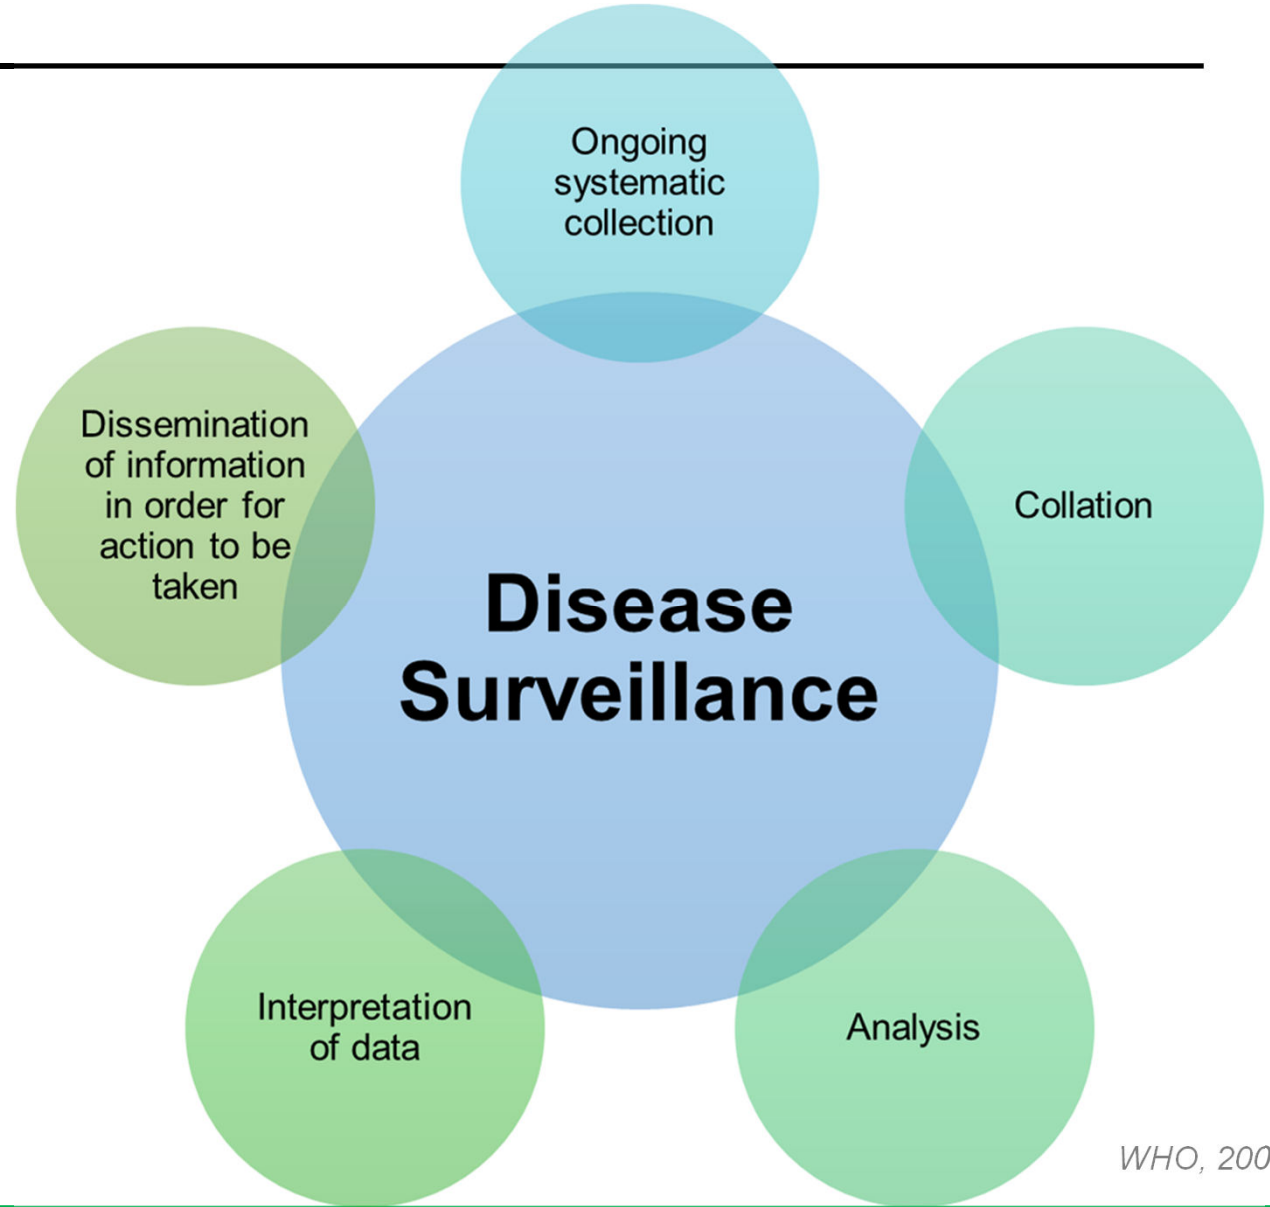 Ongoing
systematic
collection
Dissemination
of information
in order for
action to be
taken
Collation
Disease
Surveillance
Interpretation
of data
Analysis
WHO, 200